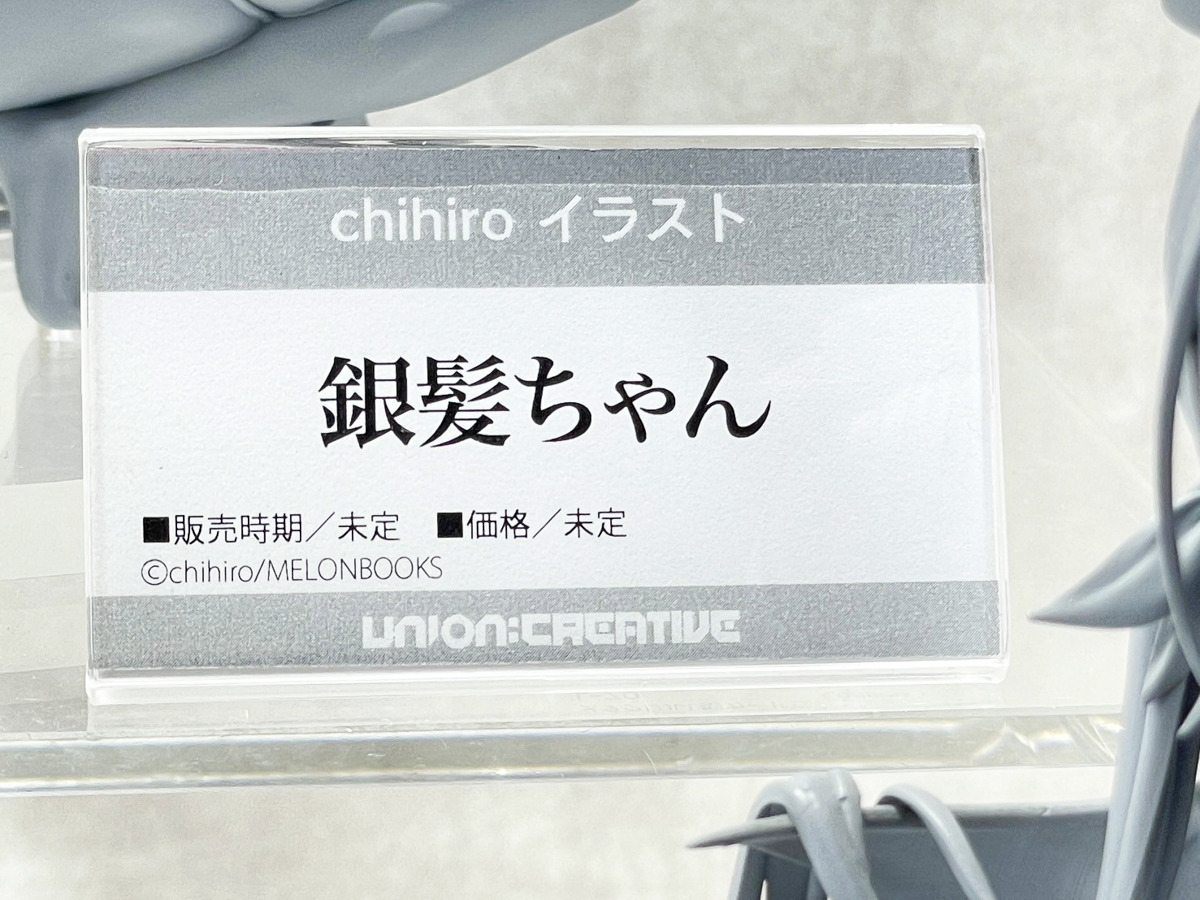 chihiro イラスト
銀髪ちゃん
■販売時期／未定　■価格／未定
©chihiro/MELONBOOKS
UNION:CREATIVE